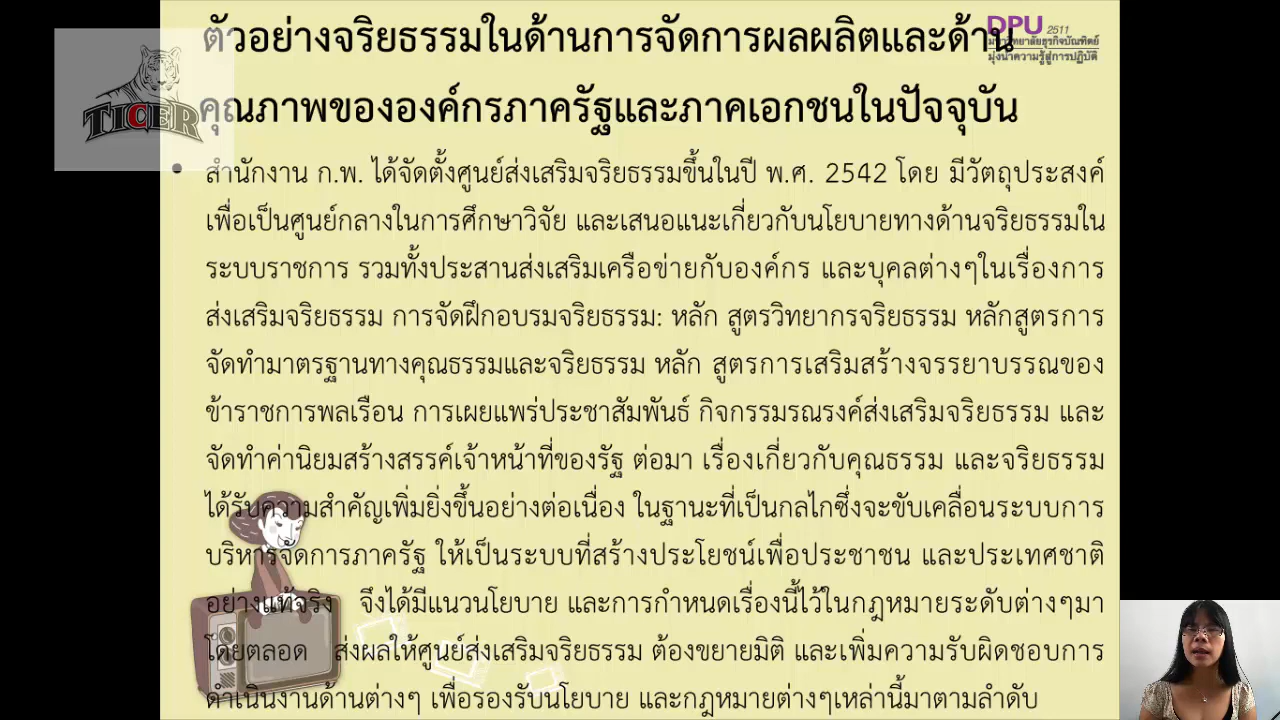 ตัวอย่างจริยธรรมในด้านการจัดการผลผลิตและด้าน
DPU 2511
มหาวิทยาลัยธุรกิจบัณฑิตย์
มุ่งนำความรู้สู่การปฏิบัติ
TICER
คุณภาพขององค์กรภาครัฐและภาคเอกชนในปัจจุบัน
• สำนักงาน ก.พ. ได้จัดตั้งศูนย์ส่งเสริมจริยธรรมขึ้นในปี พ.ศ. 2542 โดย มีวัตถุประสงค์
เพื่อเป็นศูนย์กลางในการศึกษาวิจัย และเสนอแนะเกี่ยวกับนโยบายทางด้านจริยธรรมใน
ระบบราชการ รวมทั้งประสานส่งเสริมเครือข่ายกับองค์กร และบุคลต่างๆในเรื่องการ
ส่งเสริมจริยธรรม การจัดฝึกอบรมจริยธรรม: หลัก สูตรวิทยากรจริยธรรม หลักสูตรการ
จัดทำมาตรฐานทางคุณธรรมและจริยธรรม หลัก สูตรการเสริมสร้างจรรยาบรรณของ
ข้าราชการพลเรือน การเผยแพร่ประชาสัมพันธ์ กิจกรรมรณรงค์ส่งเสริมจริยธรรม และ
จัดทำค่านิยมสร้างสรรค์เจ้าหน้าที่ของรัฐ ต่อมา เรื่องเกี่ยวกับคุณธรรม และจริยธรรม
ได้รับความสำคัญเพิ่มยิ่งขึ้นอย่างต่อเนื่อง ในฐานะที่เป็นกลไกซึ่งจะขับเคลื่อนระบบการ
บริหารจัดการภาครัฐ ให้เป็นระบบที่สร้างประโยชน์เพื่อประชาชน และประเทศชาติ
อย่างแท้จริง จึงได้มีแนวนโยบาย และการกำหนดเรื่องนี้ไว้ในกฎหมายระดับต่างๆมา
โดยตลอด ส่งผลให้ศูนย์ส่งเสริมจริยธรรม ต้องขยายมิติ และเพิ่มความรับผิดชอบการ
ดำเนินงานด้านต่างๆ เพื่อรองรับนโยบาย และกฎหมายต่างๆเหล่านี้มาตามลำดับ